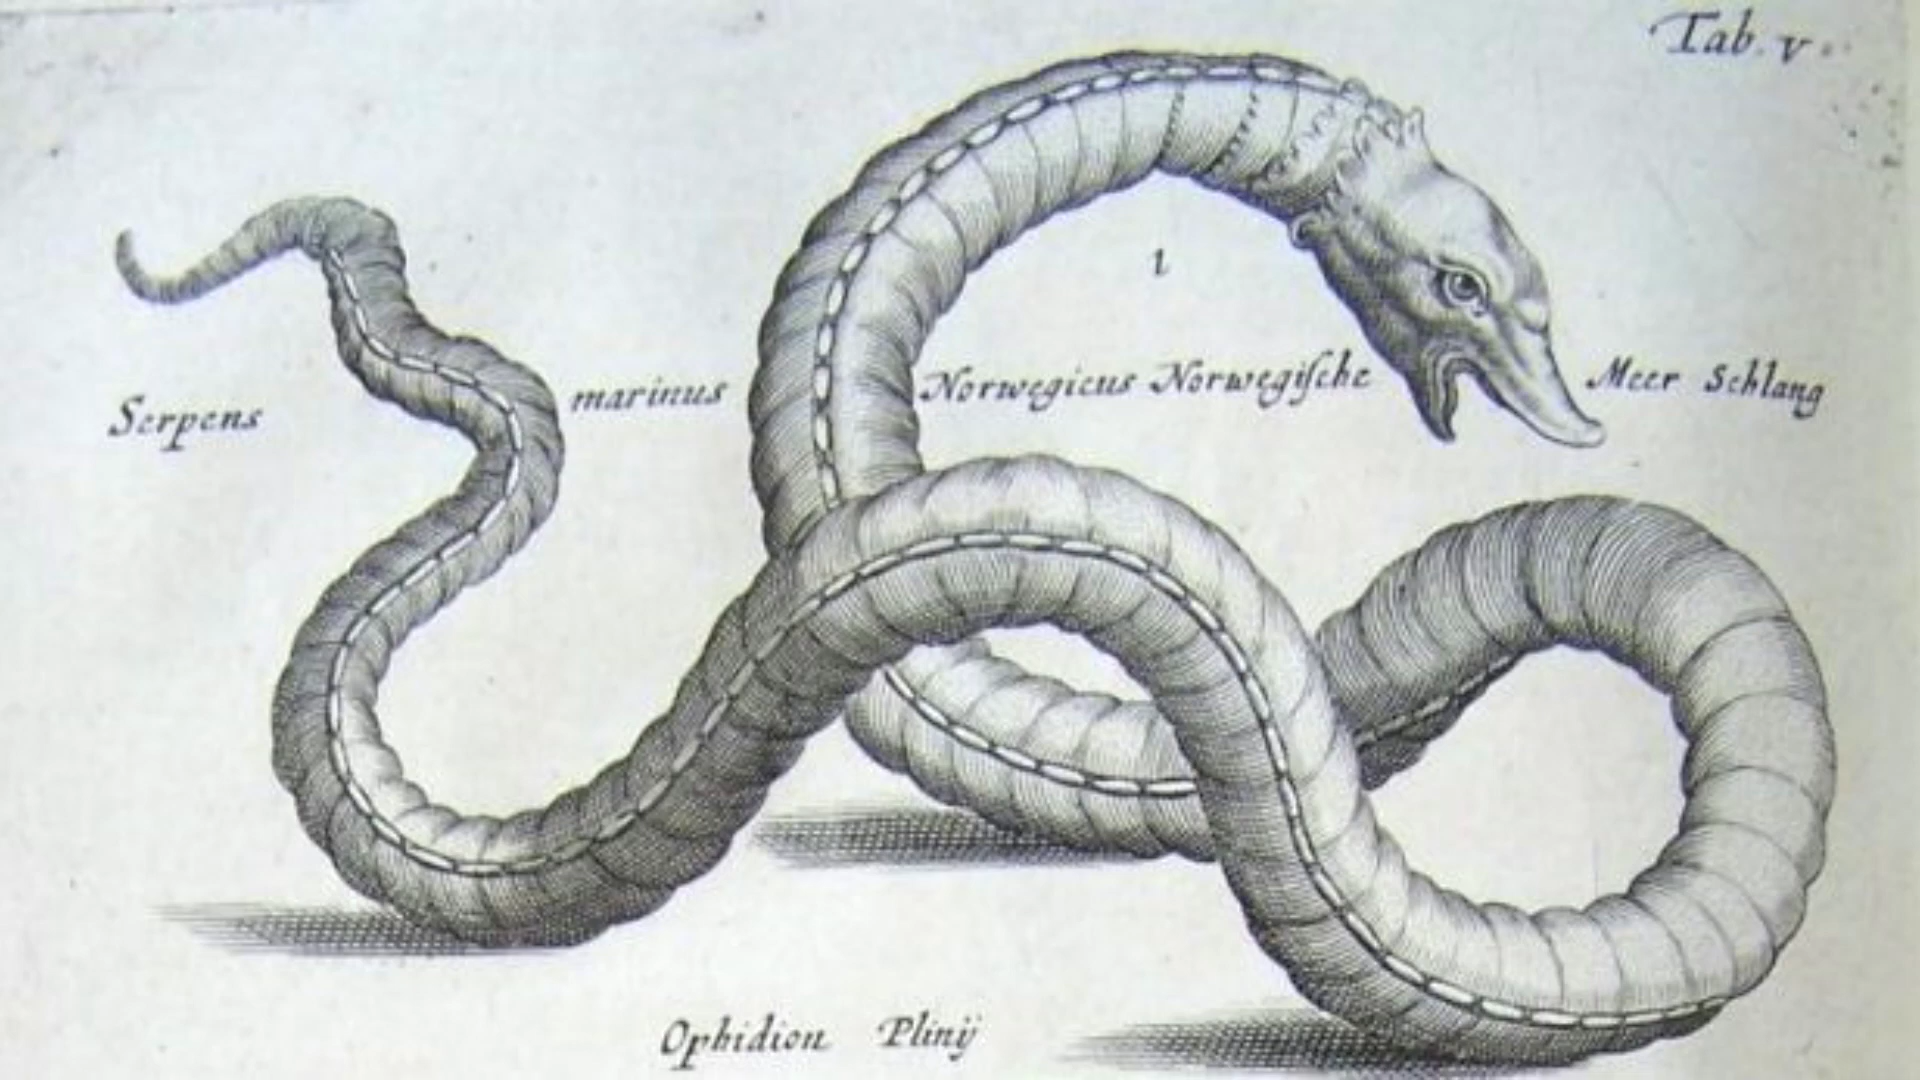 Tab. V.
1
Serpens marinus Norwegicus Norwegische Meer Schlang
Ophidion Plinij